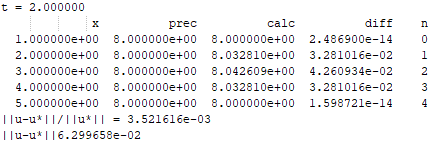 t = 2.000000
x prec calc diff n
1.000000e+00 8.000000e+00 8.000000e+00 2.486900e-14 0
2.000000e+00 8.000000e+00 8.032810e+00 3.281016e-02 1
3.000000e+00 8.000000e+00 8.042609e+00 4.260934e-02 2
4.000000e+00 8.000000e+00 8.032810e+00 3.281016e-02 3
5.000000e+00 8.000000e+00 8.000000e+00 1.598721e-14 4
||u-u*||/||u*|| = 3.521616e-03
||u-u*||6.299658e-02